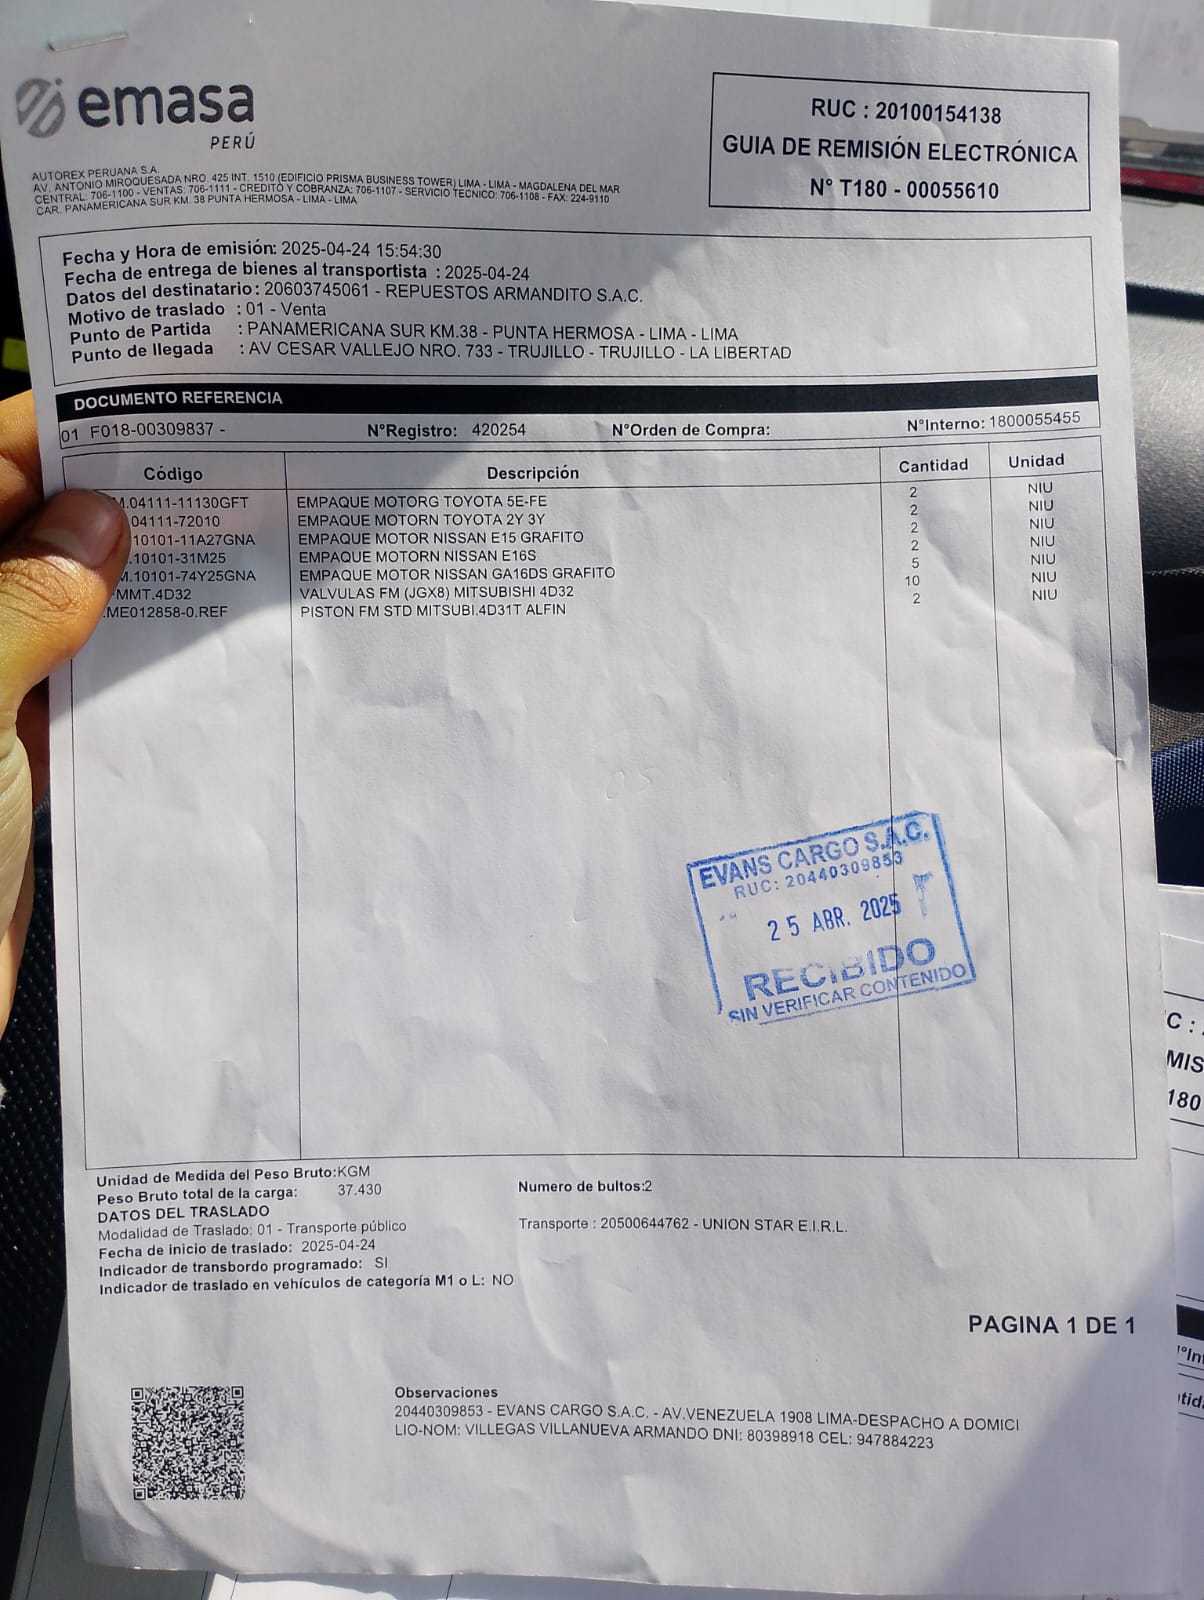 emasa
PERÚ
RUC : 20100154138
GUIA DE REMISIÓN ELECTRÓNICA
N° T180 - 00055610
AUTOREX PERUANA S.A.
AV. ANTONIO MIROQUESADA NRO. 425 INT. 1510 (EDIFICIO PRISMA BUSINESS TOWER) LIMA - LIMA - MAGDALENA DEL MAR
CENTRAL: 706-1100 - VENTAS: 706-1111 - CREDITO Y COBRANZA: 706-1107 - SERVICIO TECNICO: 706-1108 - FAX: 224-9110
CAR. PANAMERICANA SUR KM. 38 PUNTA HERMOSA - LIMA - LIMA
Fecha y Hora de emisión: 2025-04-24 15:54:30
Fecha de entrega de bienes al transportista : 2025-04-24
Datos del destinatario: 20603745061 - REPUESTOS ARMANDITO S.A.C.
Motivo de traslado : 01 - Venta
Punto de Partida : PANAMERICANA SUR KM.38 - PUNTA HERMOSA - LIMA - LIMA
Punto de llegada : AV CESAR VALLEJO NRO. 733 - TRUJILLO - TRUJILLO - LA LIBERTAD
DOCUMENTO REFERENCIA
01 F018-00309837 - N°Registro: 420254 N°Orden de Compra: N°Interno: 1800055455
Código Descripción Cantidad Unidad
M.04111-11130GFT EMPAQUE MOTORG TOYOTA 5E-FE 2 NIU
04111-72010 EMPAQUE MOTORN TOYOTA 2Y 3Y 2 NIU
10101-11A27GNA EMPAQUE MOTOR NISSAN E15 GRAFITO 2 NIU
.10101-31M25 EMPAQUE MOTORN NISSAN E16S 2 NIU
M.10101-74Y25GNA EMPAQUE MOTOR NISSAN GA16DS GRAFITO 5 NIU
MMT.4D32 VALVULAS FM (JGX8) MITSUBISHI 4D32 10 NIU
.ME012858-0.REF PISTON FM STD MITSUBI.4D31T ALFIN 2 NIU
EVANS CARGO S.A.C.
RUC: 20440309853
25 ABR. 2025
RECIBIDO
SIN VERIFICAR CONTENIDO
Unidad de Medida del Peso Bruto:KGM
Peso Bruto total de la carga: 37.430 Numero de bultos:2
DATOS DEL TRASLADO
Modalidad de Traslado: 01 - Transporte público Transporte : 20500644762 - UNION STAR E.I.R.L.
Fecha de inicio de traslado: 2025-04-24
Indicador de transbordo programado: SI
Indicador de traslado en vehículos de categoría M1 o L: NO
PAGINA 1 DE 1
Observaciones
20440309853 - EVANS CARGO S.A.C. - AV.VENEZUELA 1908 LIMA-DESPACHO A DOMICI
LIO-NOM: VILLEGAS VILLANUEVA ARMANDO DNI: 80398918 CEL: 947884223